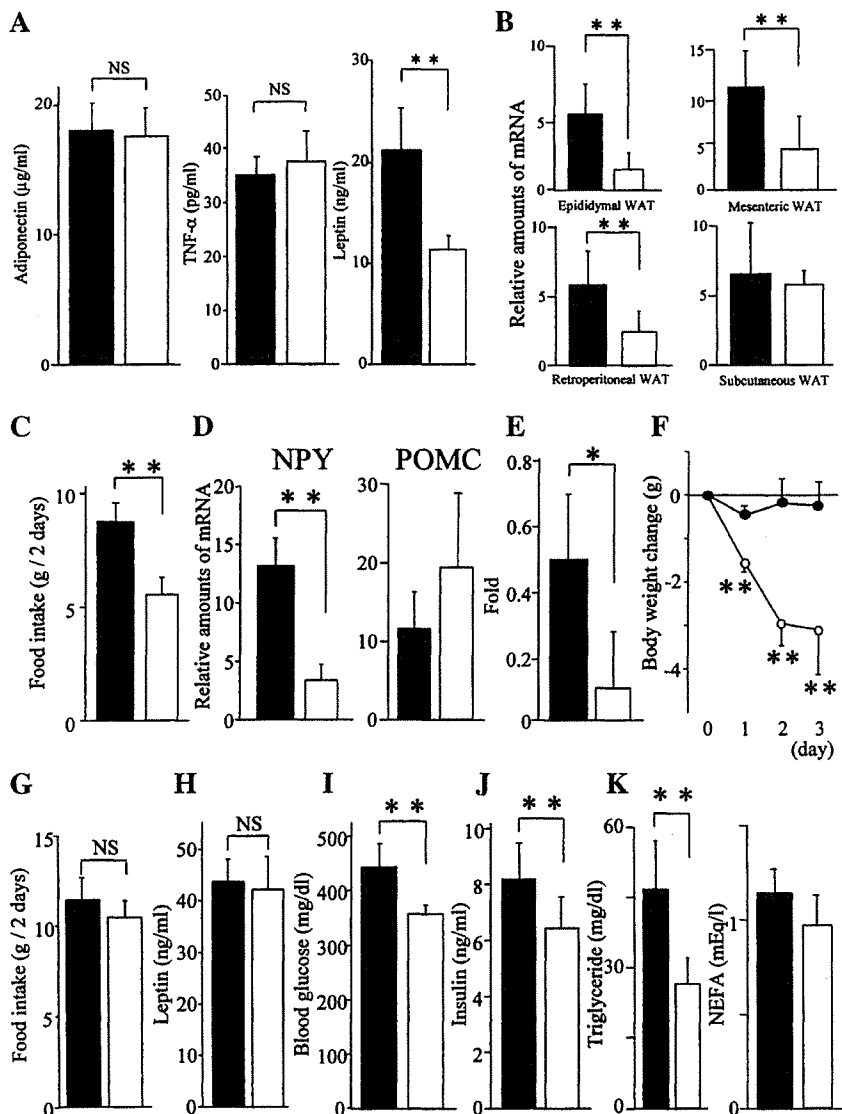 A
NS
20
10
0
Adiponectin (µg/ml)
NS
50
40
30
20
10
0
TNF-α (pg/ml)
* *
30
20
10
0
Leptin (ng/ml)
B
Relative amounts of mRNA
* *
10
5
0
Epididymal WAT
* *
15
10
5
0
Mesenteric WAT
* *
10
5
0
Retroperitoneal WAT
10
5
0
Subcutaneous WAT
C
* *
10
5
0
Food intake (g / 2 days)
D
NPY
* *
20
15
10
5
0
Relative amounts of mRNA
POMC
30
20
10
0
E
*
0.8
0.6
0.4
0.2
0
Fold
F
0
-2
-4
Body weight change (g)
**
**
**
0 1 2 3
(day)
G
NS
15
10
5
0
Food intake (g / 2 days)
H
NS
50
40
30
20
10
0
Leptin (ng/ml)
I
* *
500
400
300
200
100
0
Blood glucose (mg/dl)
J
* *
10
8
6
4
2
0
Insulin (ng/ml)
K
* *
60
30
0
Triglyceride (mg/dl)
1
0
NEFA (mEq/l)